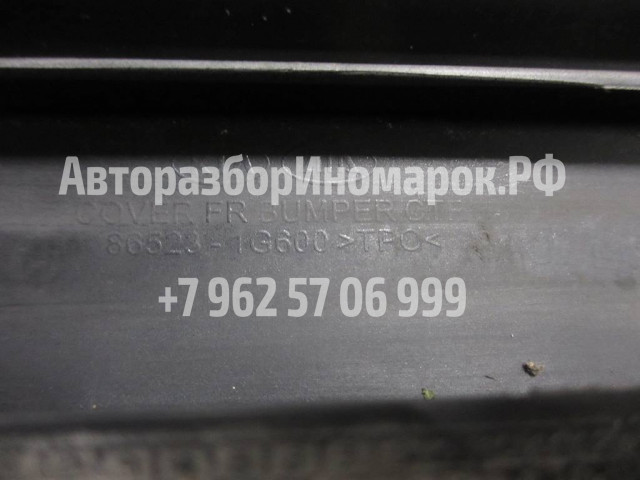 АвторазборИномарок.РФ
COVER FR BUMPER CTR
86523-1G600 >TPO<
+7 962 57 06 999